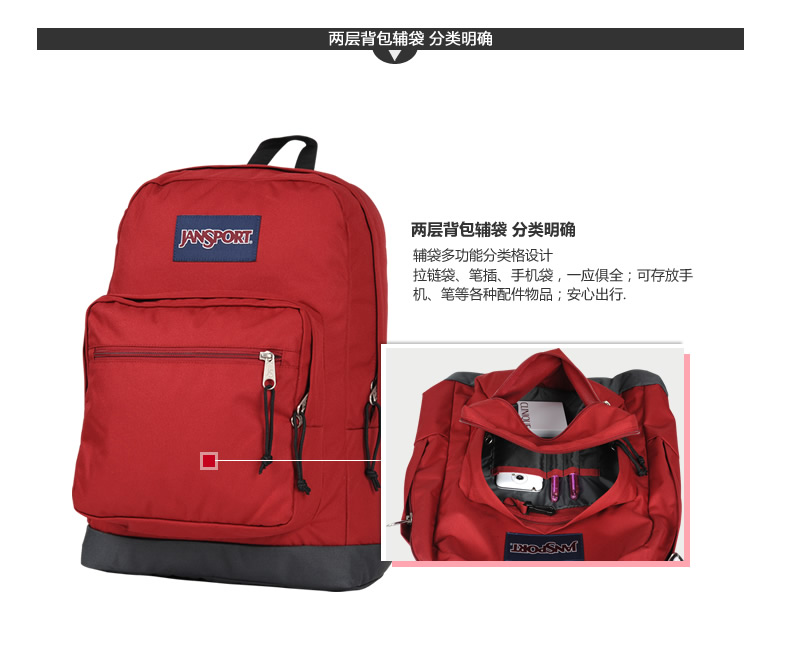 两层背包辅袋 分类明确
JANSPORT
两层背包辅袋 分类明确
辅袋多功能分类格设计
拉链袋、笔插、手机袋，一应俱全；可存放手
机、笔等各种配件物品；安心出行.
JANSPORT